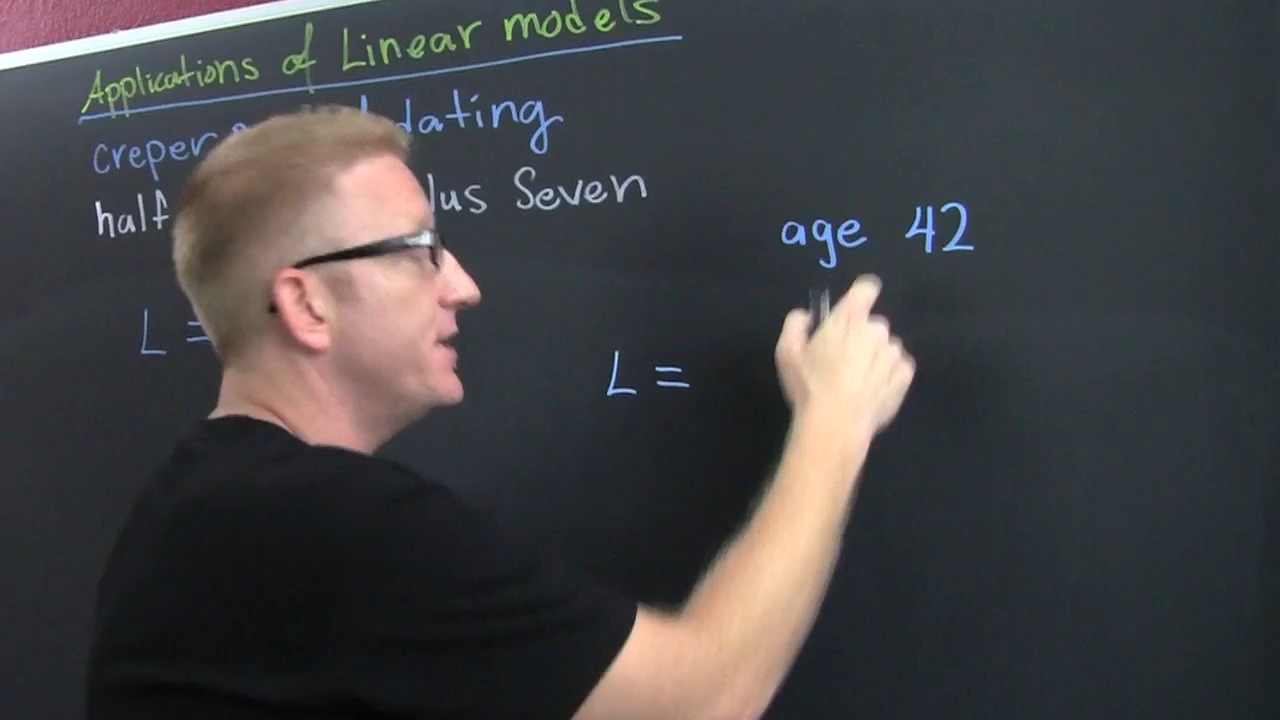 Applications of Linear models
creper dating
half lus Seven
age 42
L =
L =